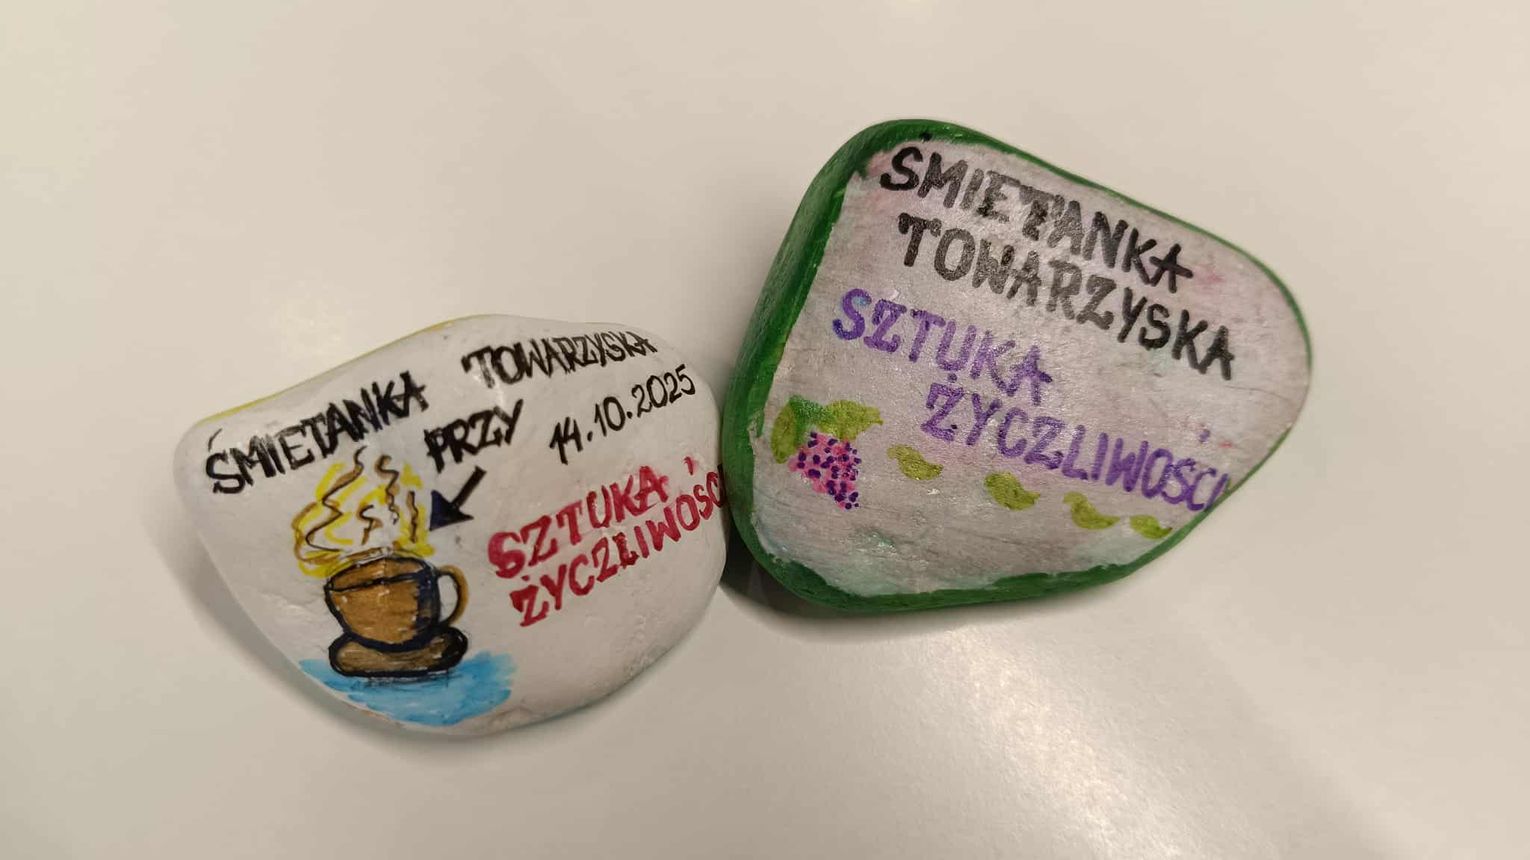 ŚMIETANKA TOWARZYSKA
PRZY 14.10.2025
SZTUKA
ŻYCZLIWOŚCI
ŚMIETANKA
TOWARZYSKA
SZTUKA
ŻYCZLIWOŚCI